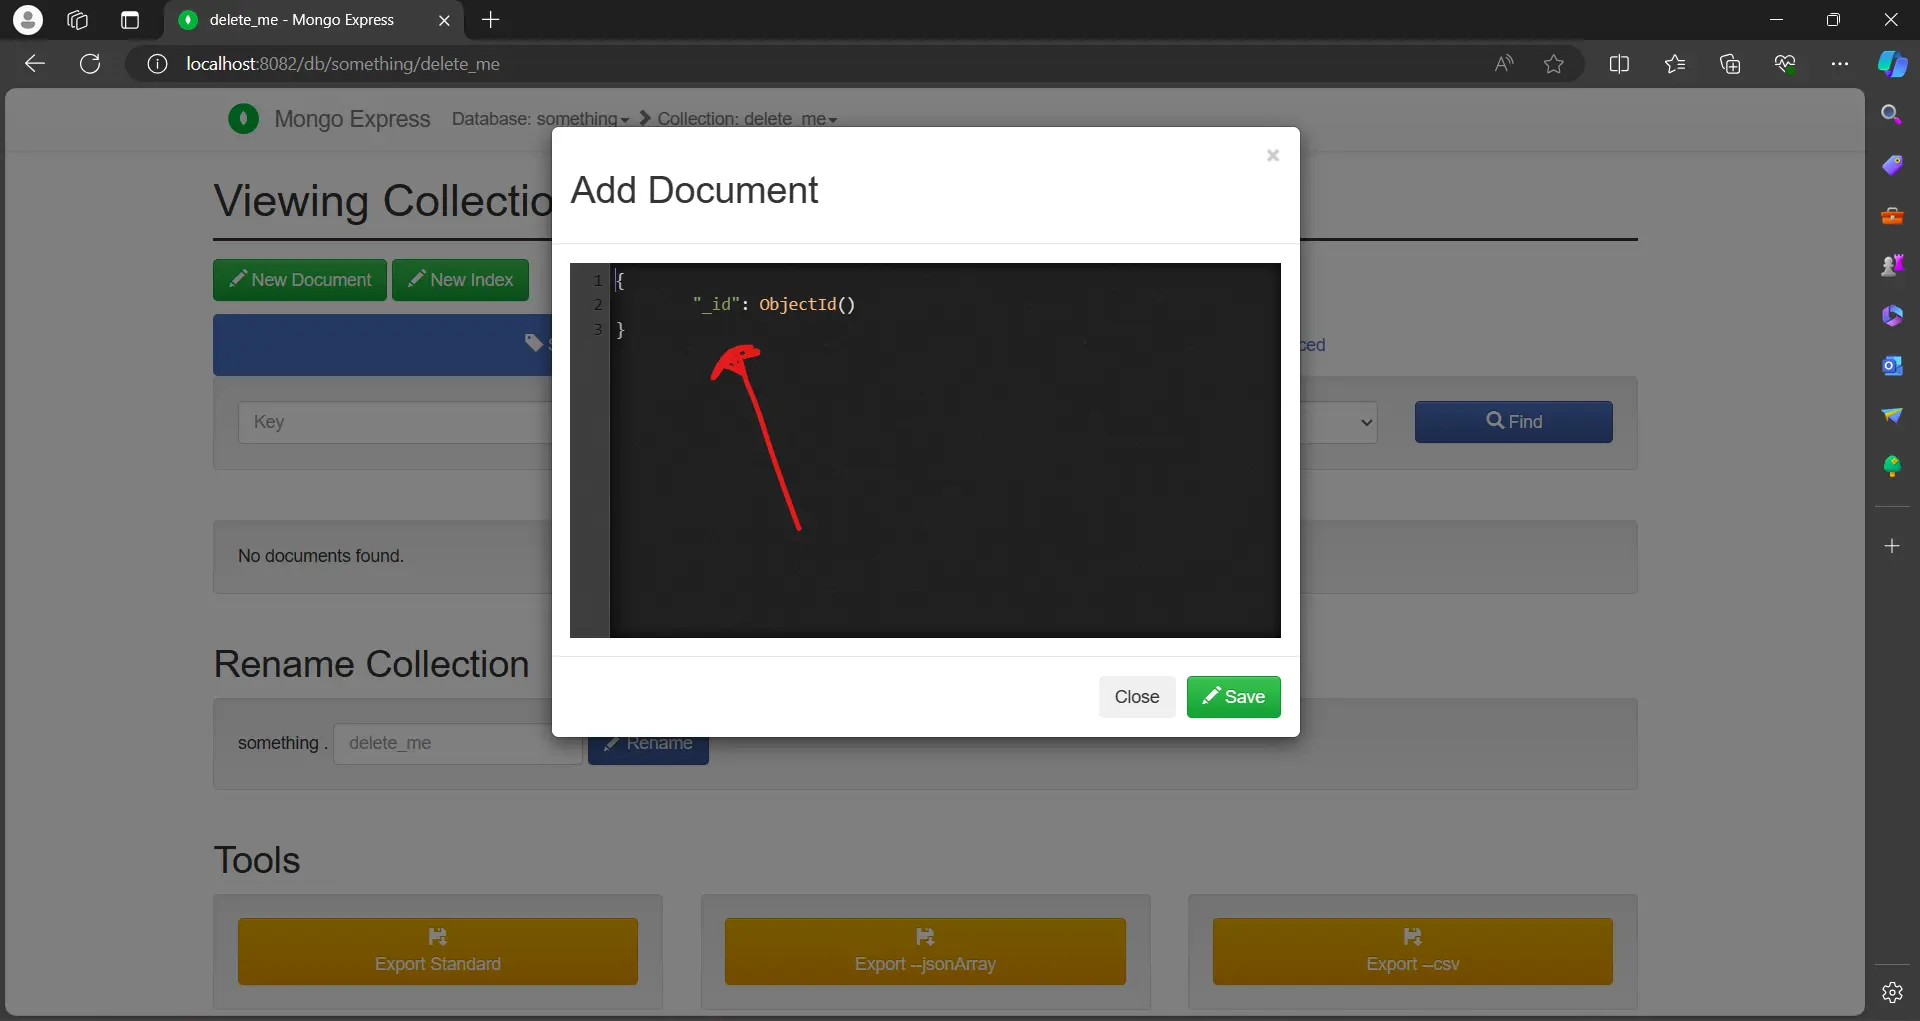 delete_me - Mongo Express
localhost:8082/db/something/delete_me
Mongo Express Database: something Collection: delete_me
Viewing Collectio
Add Document
×
New Document New Index
1 {
2 "_id": ObjectId()
3 }
S
ced
Key
Find
No documents found.
Close Save
Rename Collection
something . delete_me Rename
Tools
Export Standard Export --jsonArray Export --csv